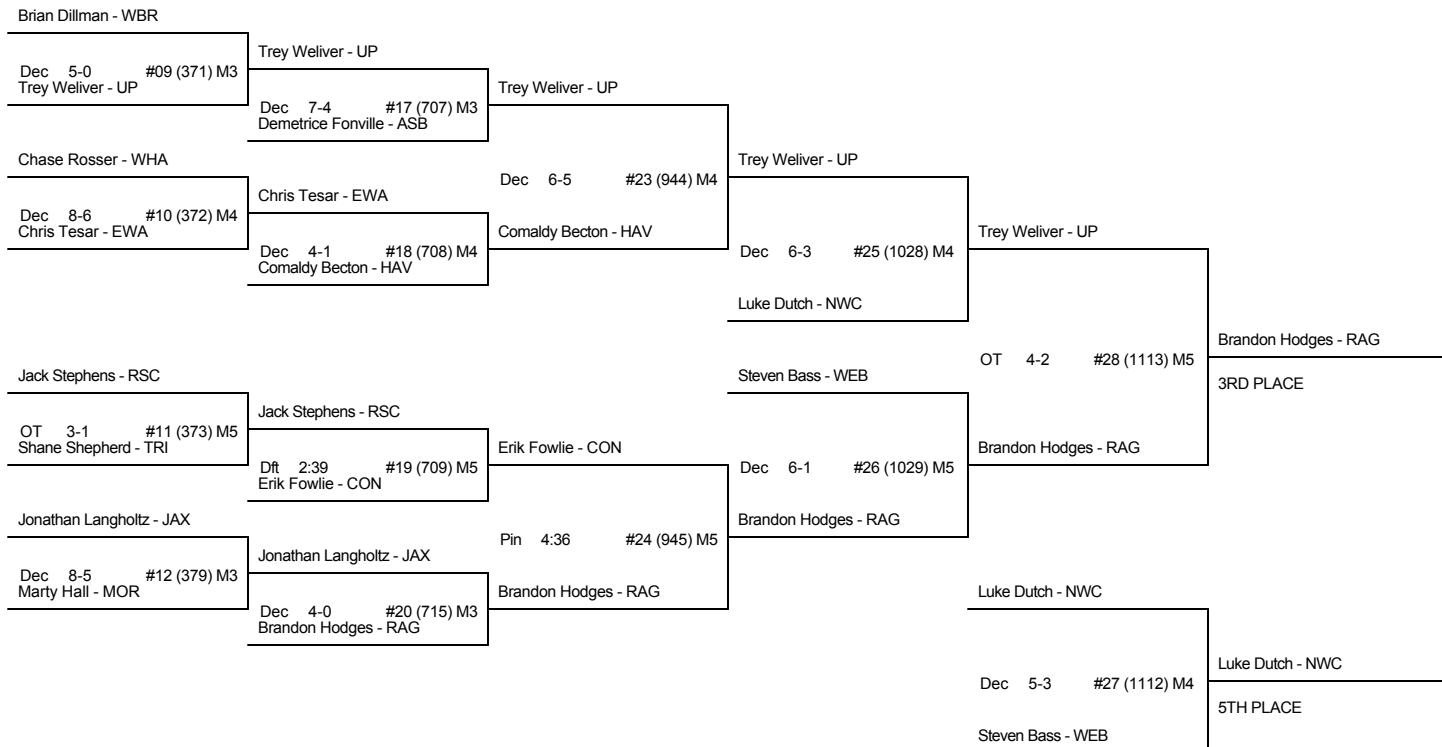 Brian Dillman - WBR
Dec 5-0 #09 (371) M3
Trey Weliver - UP
Chase Rosser - WHA
Dec 8-6 #10 (372) M4
Chris Tesar - EWA
Jack Stephens - RSC
OT 3-1 #11 (373) M5
Shane Shepherd - TRI
Jonathan Langholtz - JAX
Dec 8-5 #12 (379) M3
Marty Hall - MOR
Trey Weliver - UP
Dec 7-4 #17 (707) M3
Demetrice Fonville - ASB
Chris Tesar - EWA
Dec 4-1 #18 (708) M4
Comaldy Becton - HAV
Jack Stephens - RSC
Dft 2:39 #19 (709) M5
Erik Fowlie - CON
Jonathan Langholtz - JAX
Dec 4-0 #20 (715) M3
Brandon Hodges - RAG
Trey Weliver - UP
Dec 6-5 #23 (944) M4
Comaldy Becton - HAV
Erik Fowlie - CON
Pin 4:36 #24 (945) M5
Brandon Hodges - RAG
Trey Weliver - UP
Dec 6-3 #25 (1028) M4
Luke Dutch - NWC
Steven Bass - WEB
Dec 6-1 #26 (1029) M5
Brandon Hodges - RAG
Trey Weliver - UP
OT 4-2 #28 (1113) M5
Brandon Hodges - RAG
Luke Dutch - NWC
Dec 5-3 #27 (1112) M4
Steven Bass - WEB
Brandon Hodges - RAG
3RD PLACE
Luke Dutch - NWC
5TH PLACE